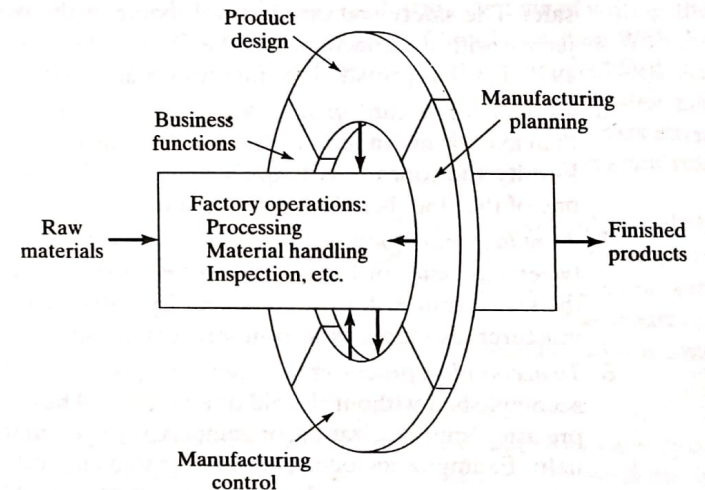 Product
design
Business
functions
Manufacturing
planning
Factory operations:
Processing
Material handling
Inspection, etc.
Raw
materials
Finished
products
Manufacturing
control